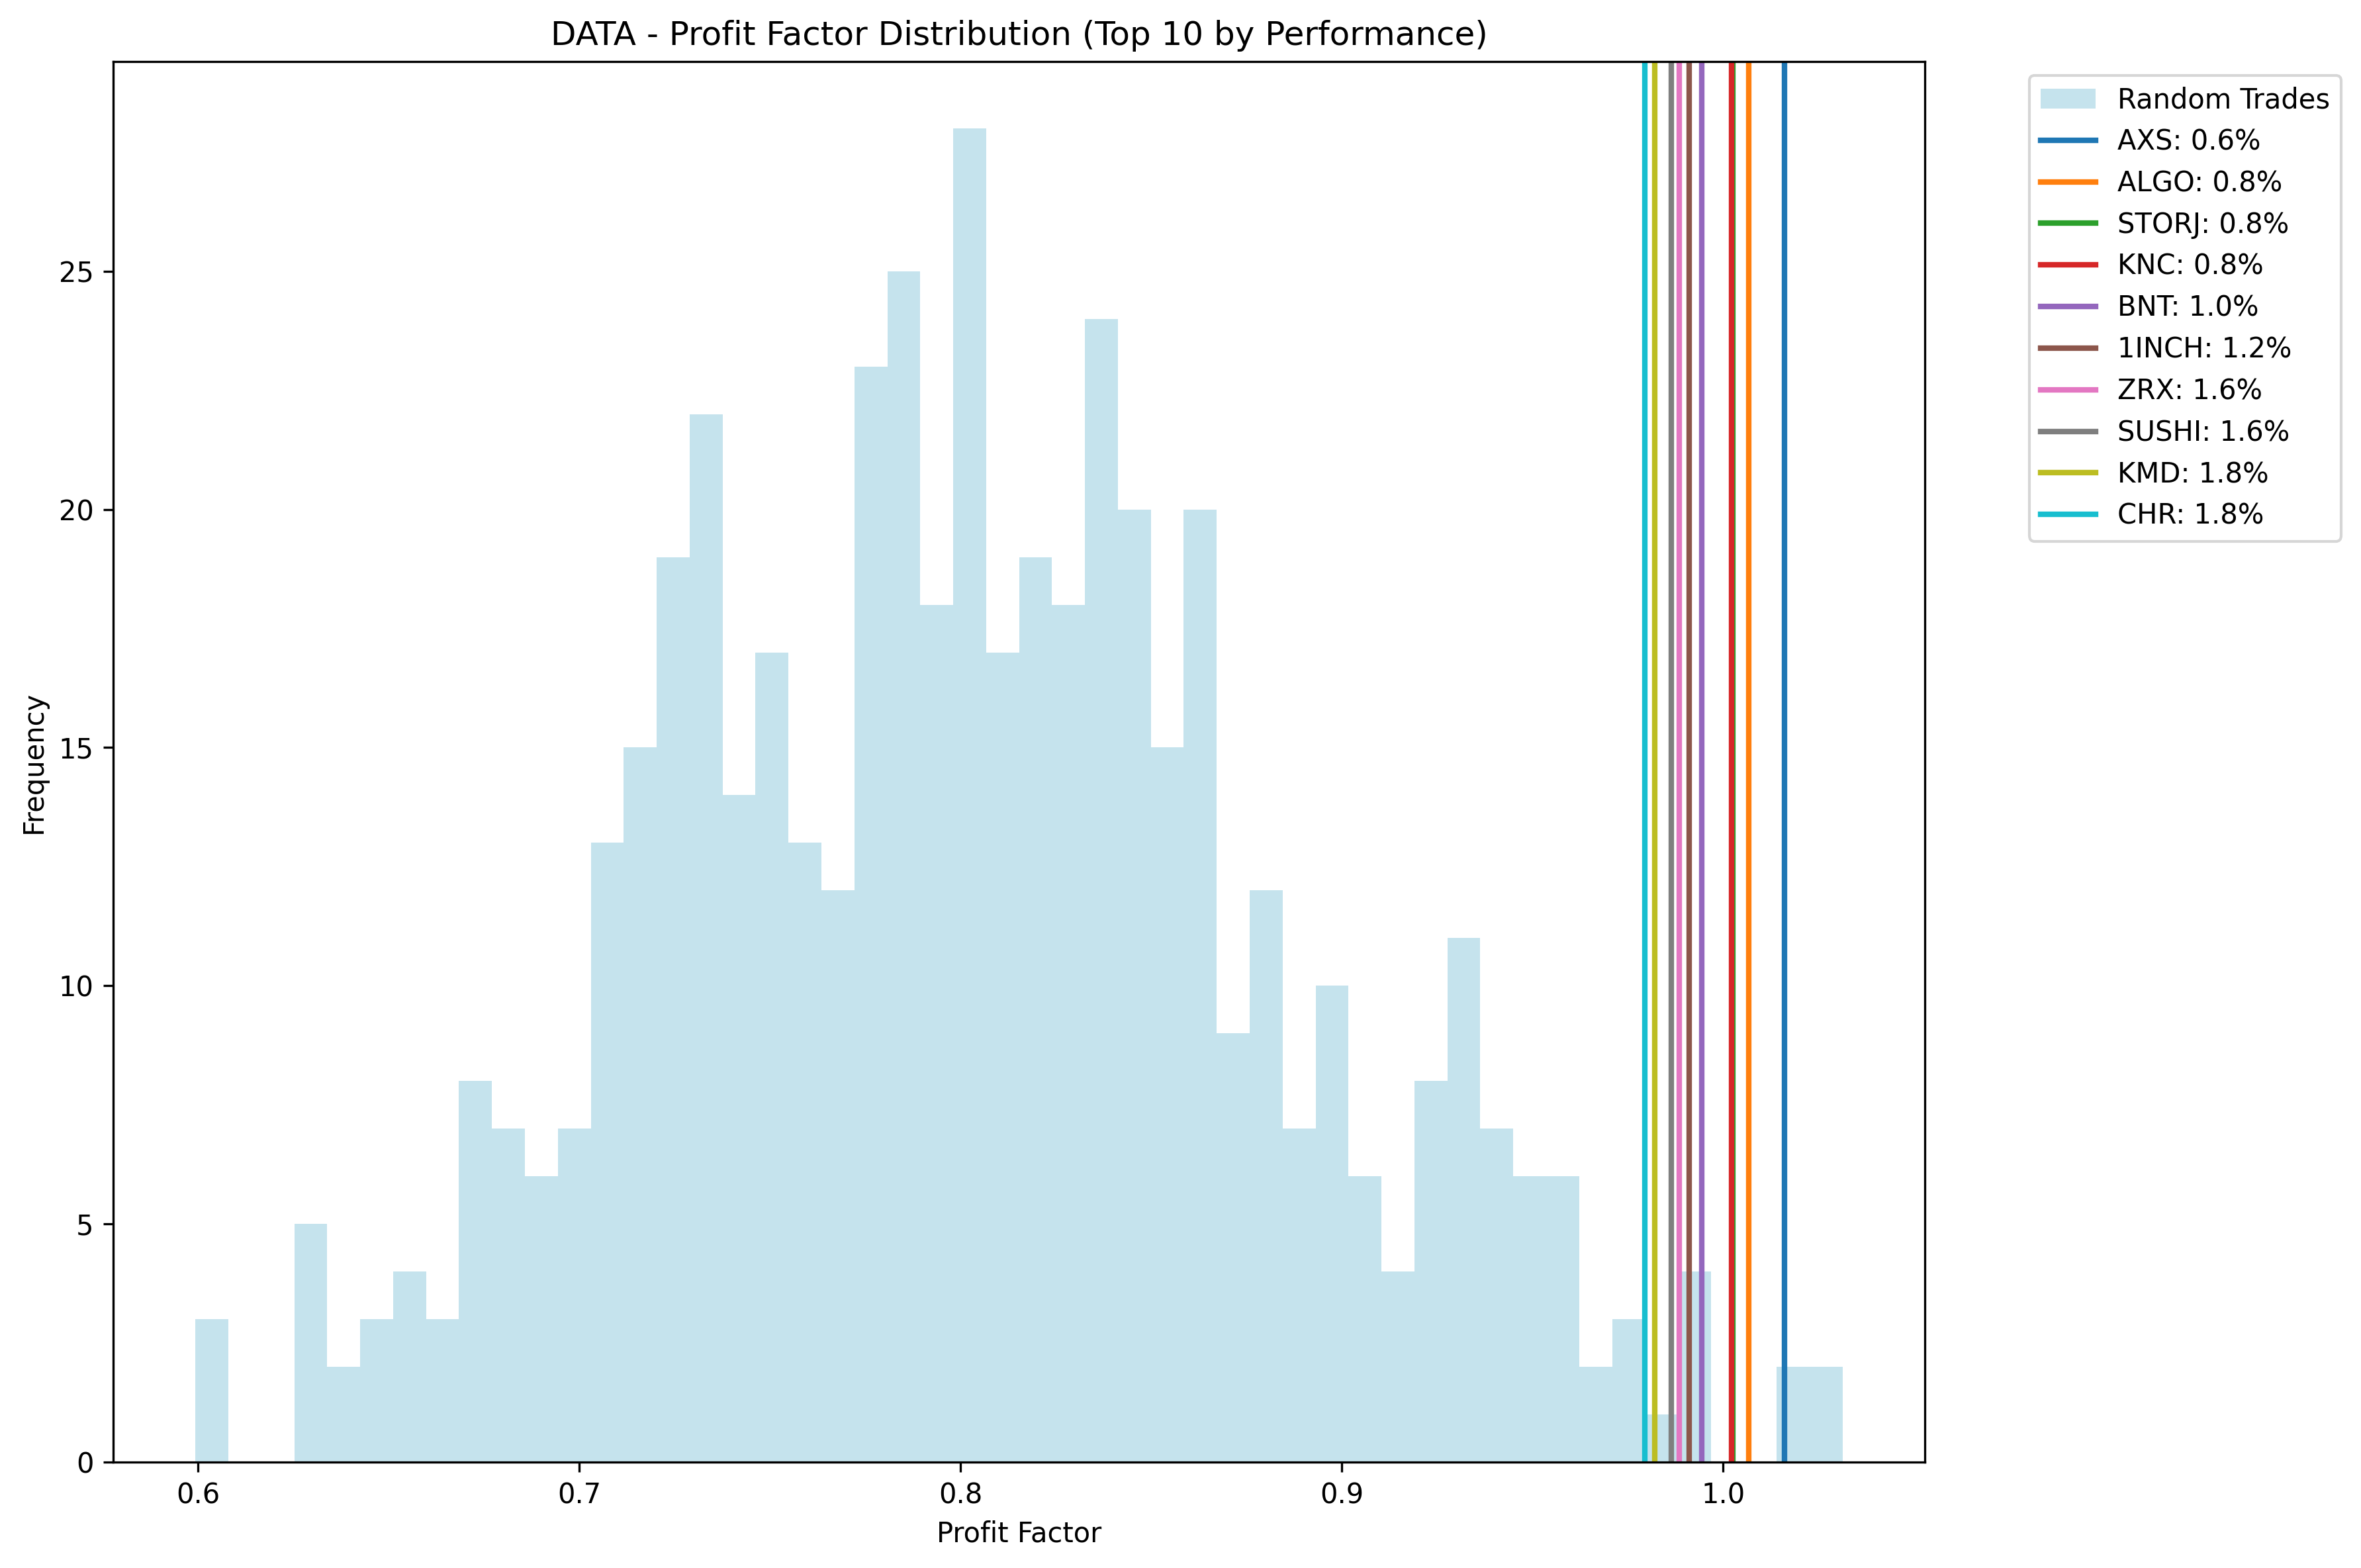 DATA - Profit Factor Distribution (Top 10 by Performance)
Random Trades
AXS: 0.6%
ALGO: 0.8%
STORJ: 0.8%
KNC: 0.8%
BNT: 1.0%
1INCH: 1.2%
ZRX: 1.6%
SUSHI: 1.6%
KMD: 1.8%
CHR: 1.8%
Frequency
25
20
15
10
5
0
0.6 0.7 0.8 0.9 1.0
Profit Factor